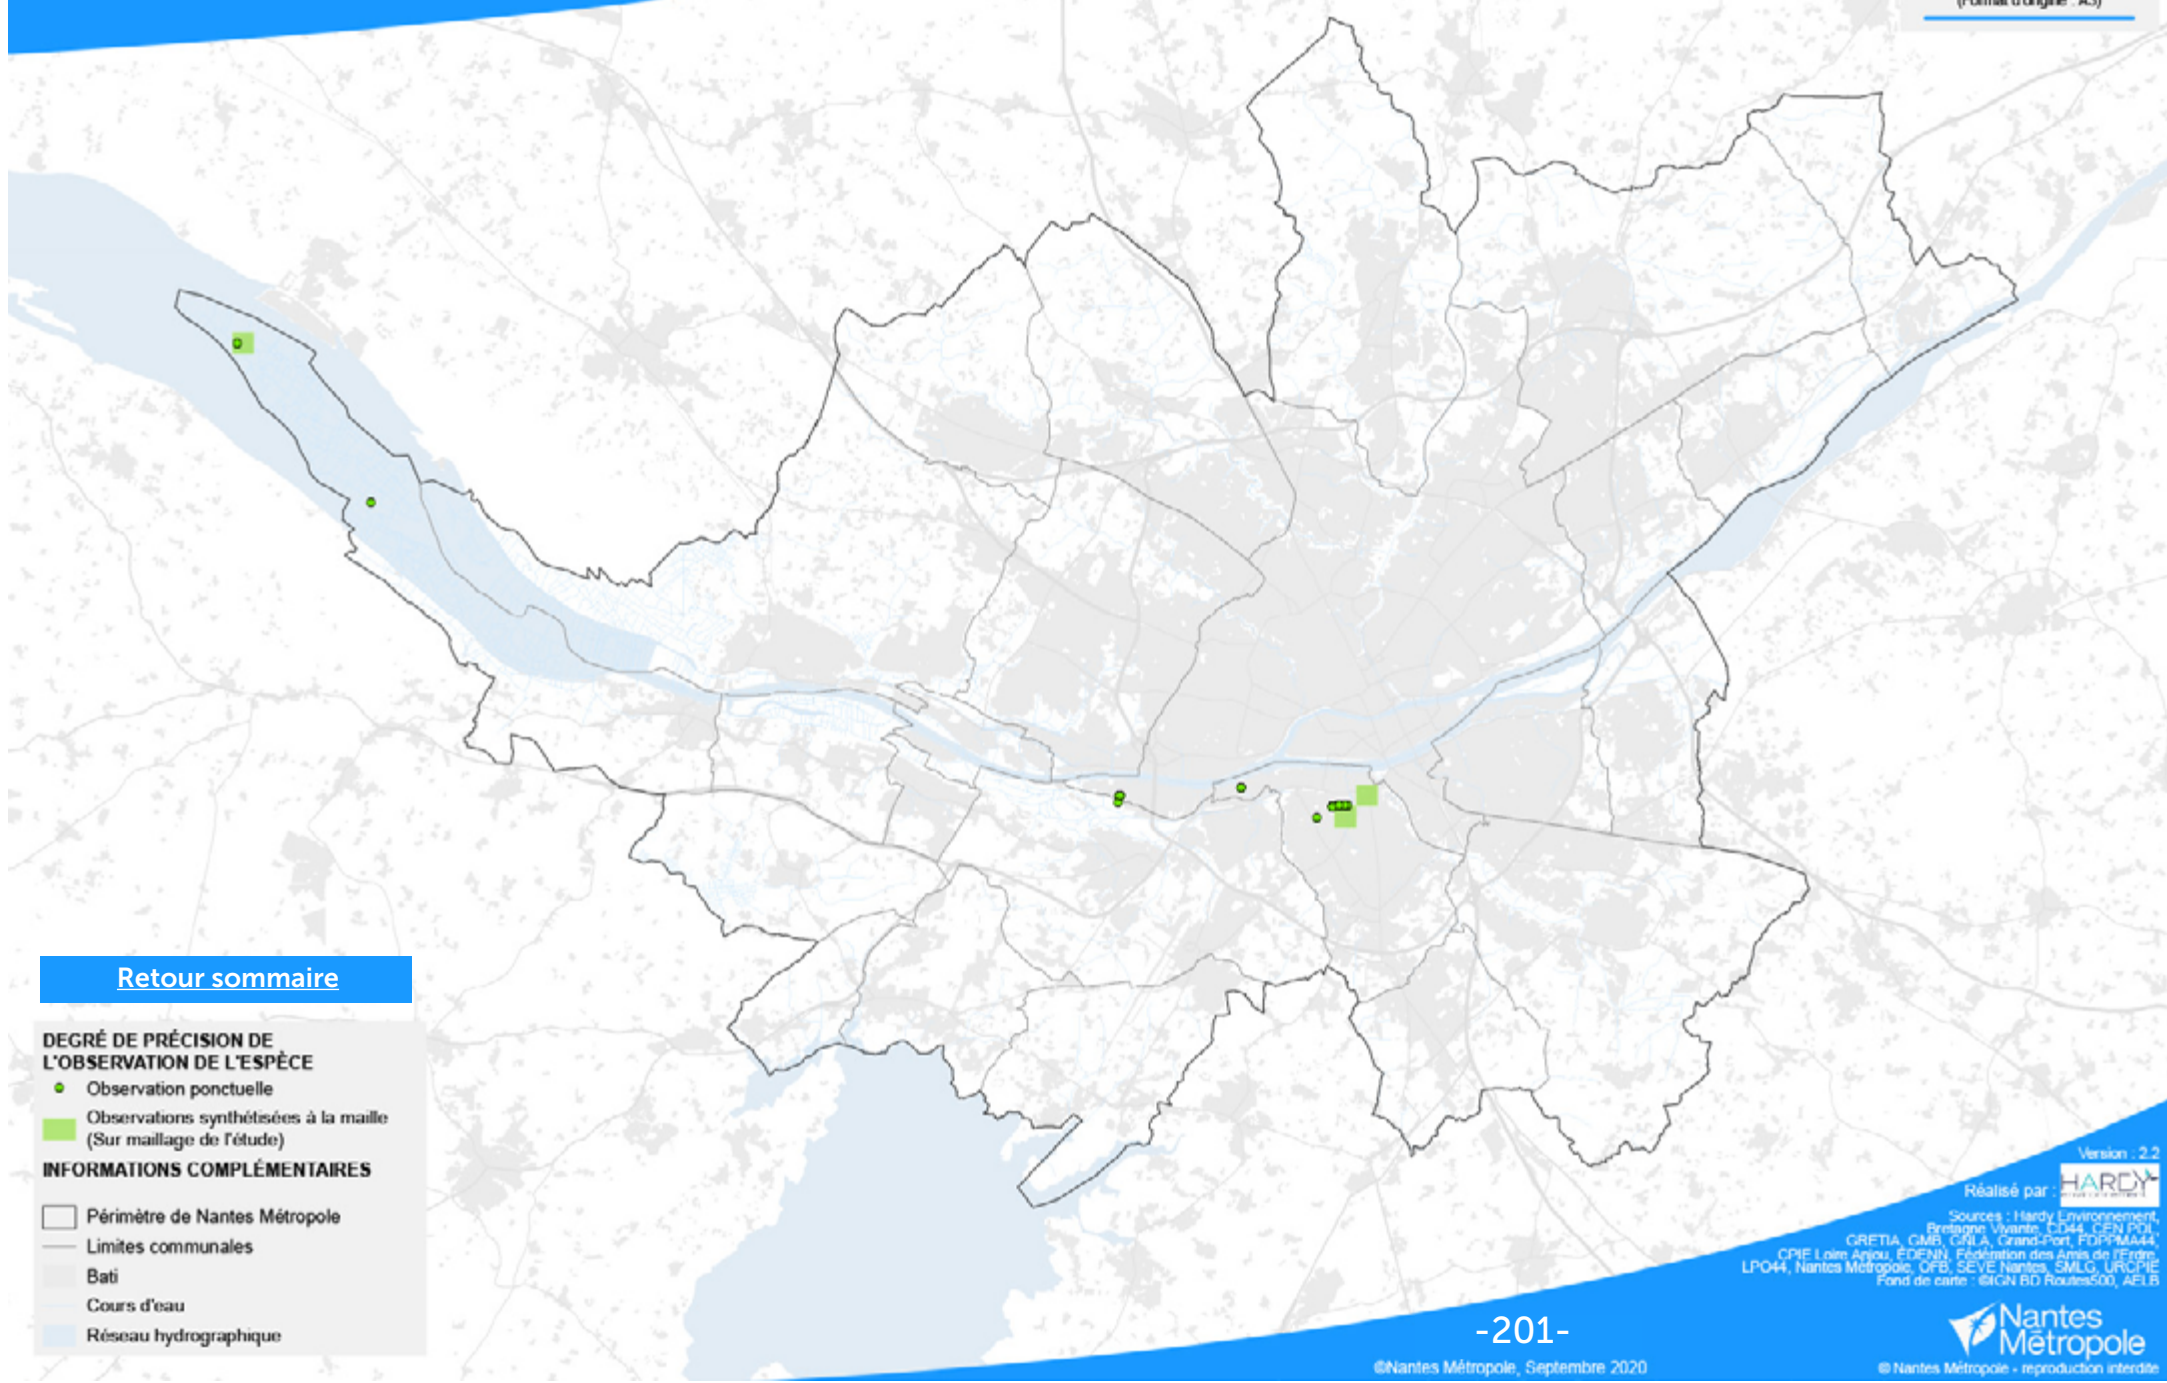 (Format d'origine : A3)
Retour sommaire
DEGRÉ DE PRÉCISION DE
L'OBSERVATION DE L'ESPÈCE
Observation ponctuelle
Observations synthétisées à la maille
(Sur maillage de l'étude)
INFORMATIONS COMPLÉMENTAIRES
Périmètre de Nantes Métropole
Limites communales
Bati
Cours d'eau
Réseau hydrographique
Version : 2.2
Réalisé par :
HARDY
Sources : Hardy Environnement,
Bretagne Vivante, CD44, CEN PDL,
GRETIA, GMB, GNLA, Grand-Port, FDPPMA44,
CPIE Loire Anjou, EDENN, Fédération des Amis de l'Erdre,
LPO44, Nantes Métropole, OFB, SEVE Nantes, SMLG, URCPIE
Fond de carte : ©IGN BD Routes500, AELB
-201-
©Nantes Métropole, Septembre 2020
Nantes
Métropole
© Nantes Métropole - reproduction interdite